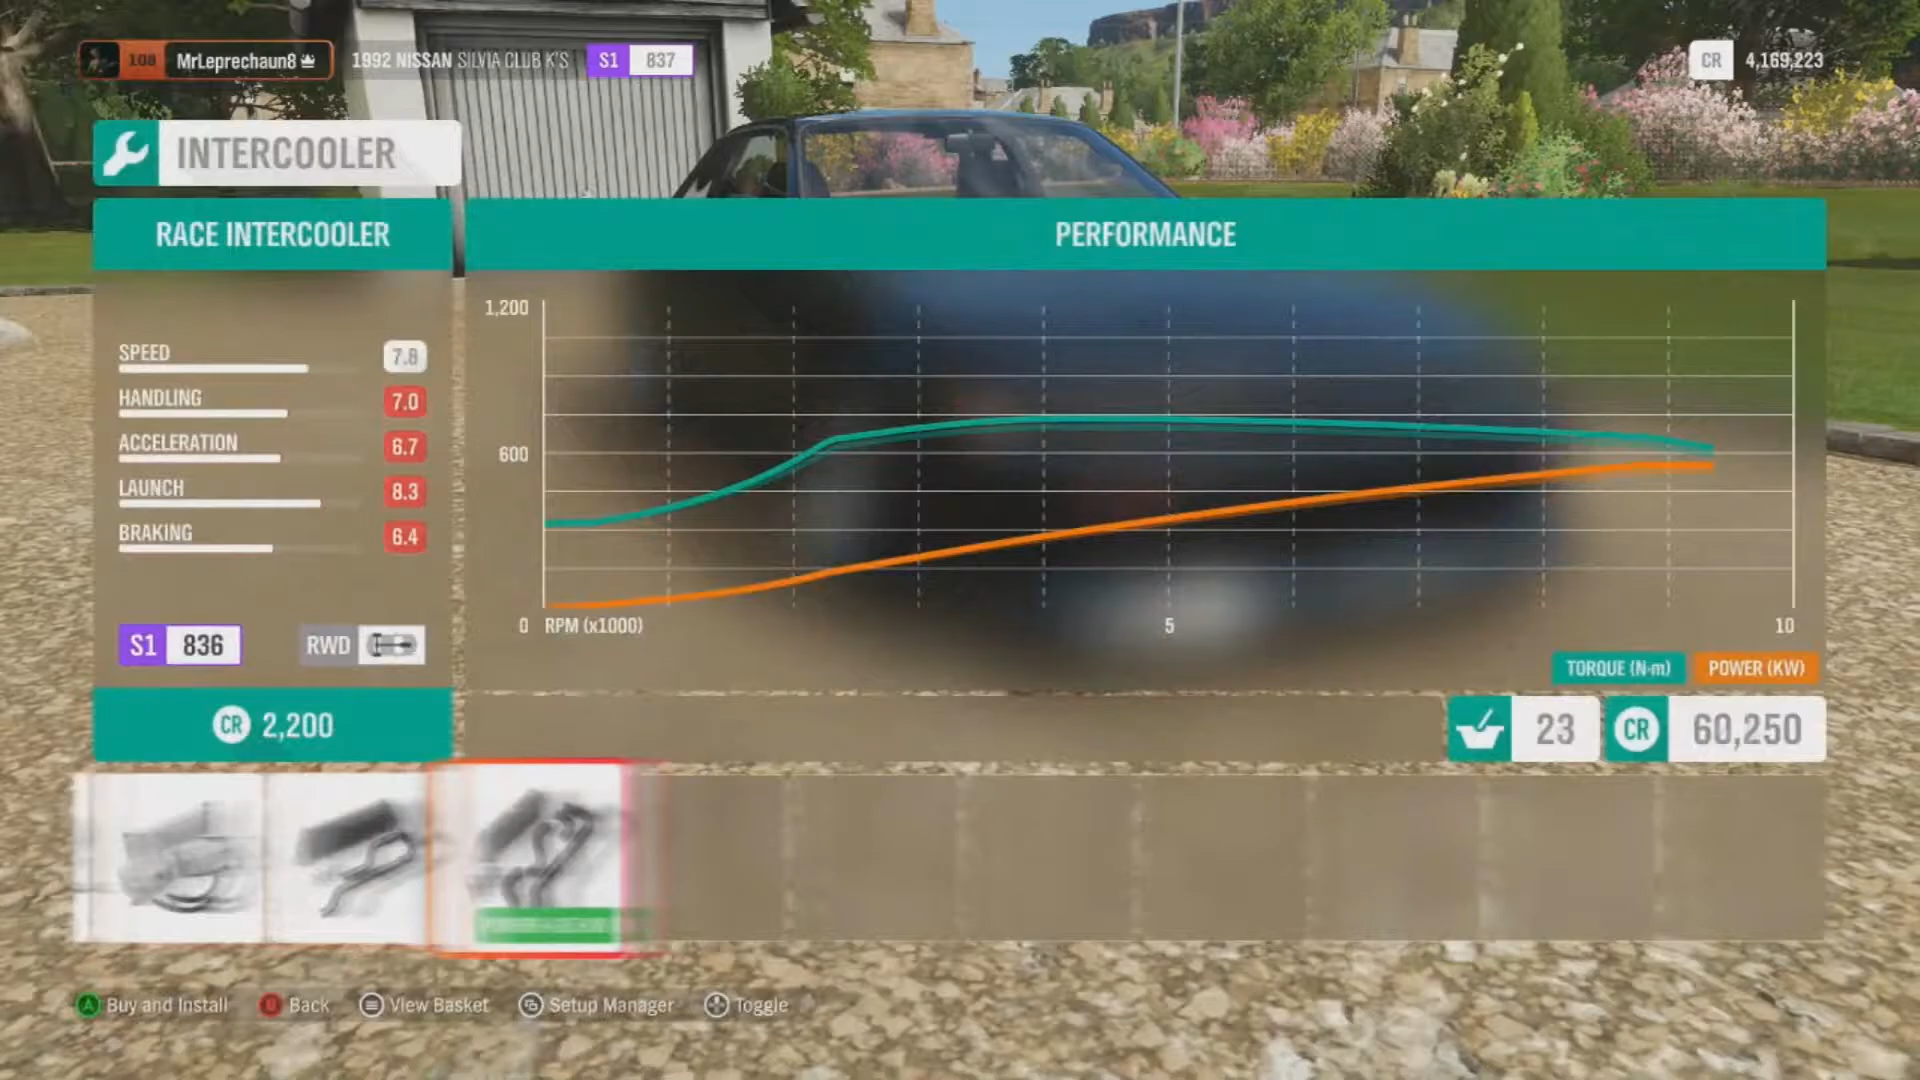 108 MrLeprechaun8 1992 NISSAN SILVIA CLUB K'S S1 837 CR 4,169,223
INTERCOOLER
RACE INTERCOOLER
PERFORMANCE
SPEED 7.8
HANDLING 7.0
ACCELERATION 6.7
LAUNCH 8.3
BRAKING 6.4
S1 836 RWD
CR 2,200
1,200
600
0 RPM (x1000) 5 10
TORQUE (N·m) POWER (KW)
23 CR 60,250
A Buy and Install B Back View Basket Setup Manager Toggle